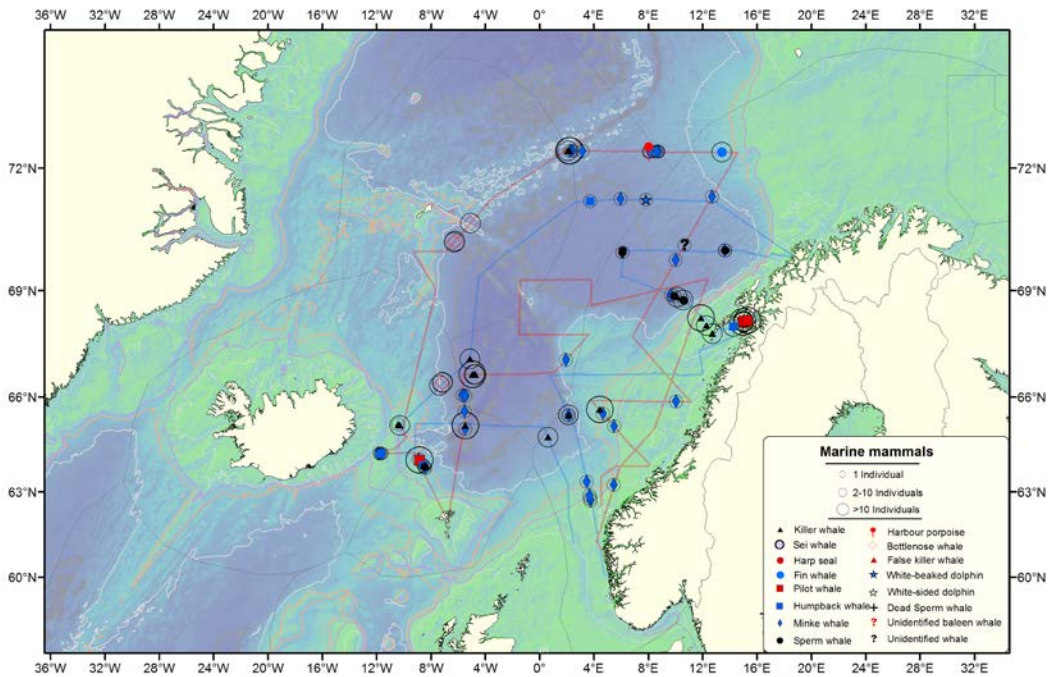 36°W 32°W 28°W 24°W 20°W 16°W 12°W 8°W 4°W 0° 4°E 8°E 12°E 16°E 20°E 24°E 28°E 32°E
72°N 72°N
69°N 69°N
66°N 66°N
63°N 63°N
60°N 60°N
?
Marine mammals
1 Individual
2-10 Individuals
>10 Individuals
Killer whale
Sei whale
Harp seal
Fin whale
Pilot whale
Humpback whale
Minke whale
Sperm whale
Harbour porpoise
Bottlenose whale
False killer whale
White-beaked dolphin
White-sided dolphin
Dead Sperm whale
? Unidentified baleen whale
? Unidentified whale
36°W 32°W 28°W 24°W 20°W 16°W 12°W 8°W 4°W 0° 4°E 8°E 12°E 16°E 20°E 24°E 28°E 32°E